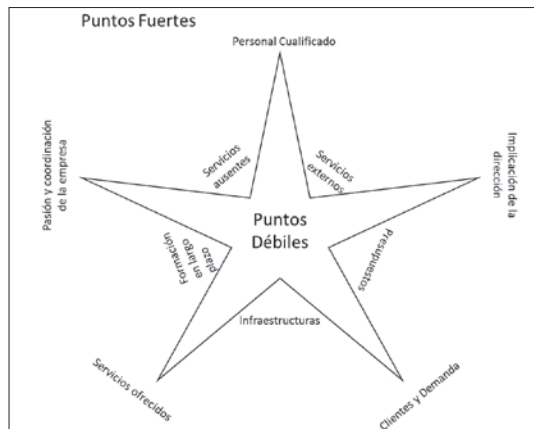 Puntos Fuertes
Personal Cualificado
Pasión y coordinación
de la empresa
Servicios
ausentes
Servicios
externos
Implicación de la
dirección
Puntos
Débiles
Formación
en largo
plazo
Presupuestos
Infraestructuras
Servicios ofrecidos
Clientes y Demanda